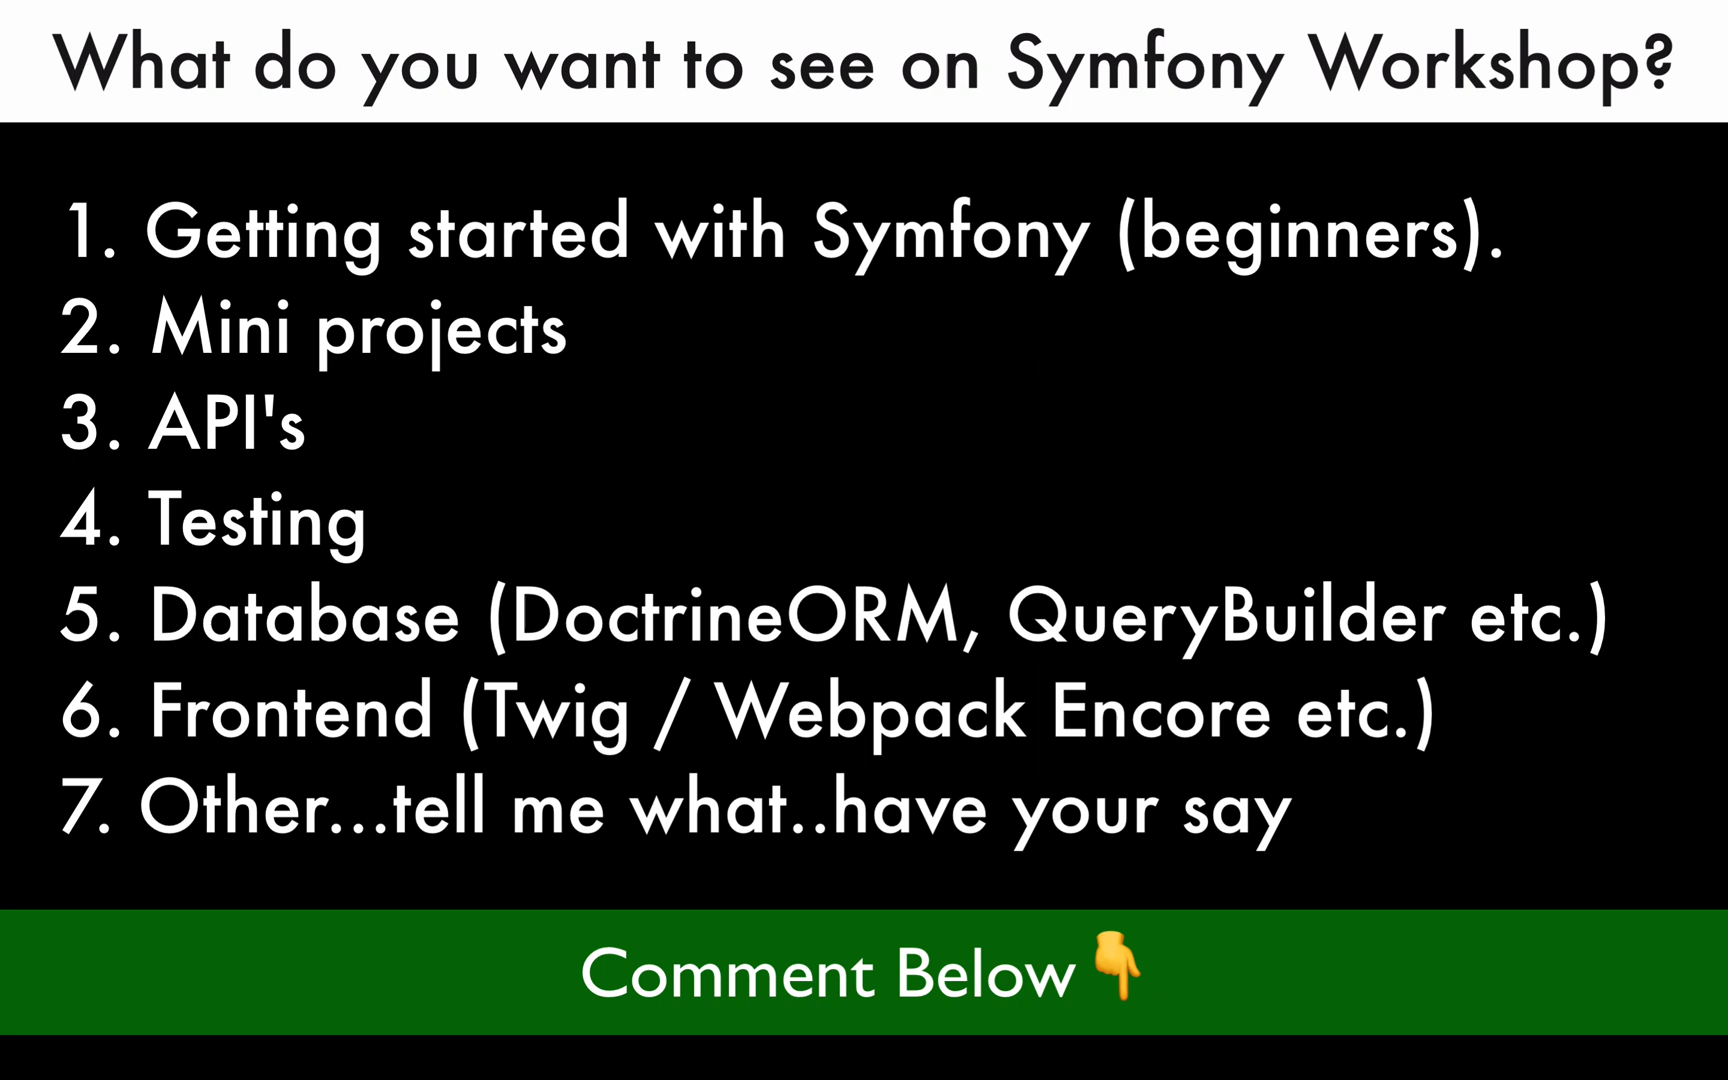 What do you want to see on Symfony Workshop?
1. Getting started with Symfony (beginners).
2. Mini projects
3. API's
4. Testing
5. Database (DoctrineORM, QueryBuilder etc.)
6. Frontend (Twig / Webpack Encore etc.)
7. Other...tell me what..have your say
Comment Below👇